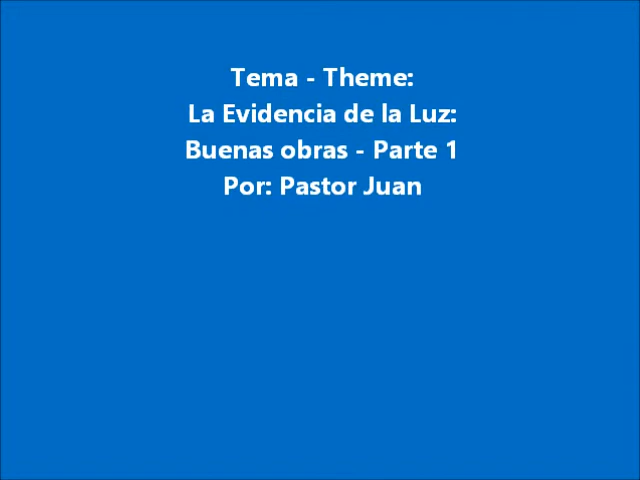 Tema - Theme:
La Evidencia de la Luz:
Buenas obras - Parte 1
Por: Pastor Juan